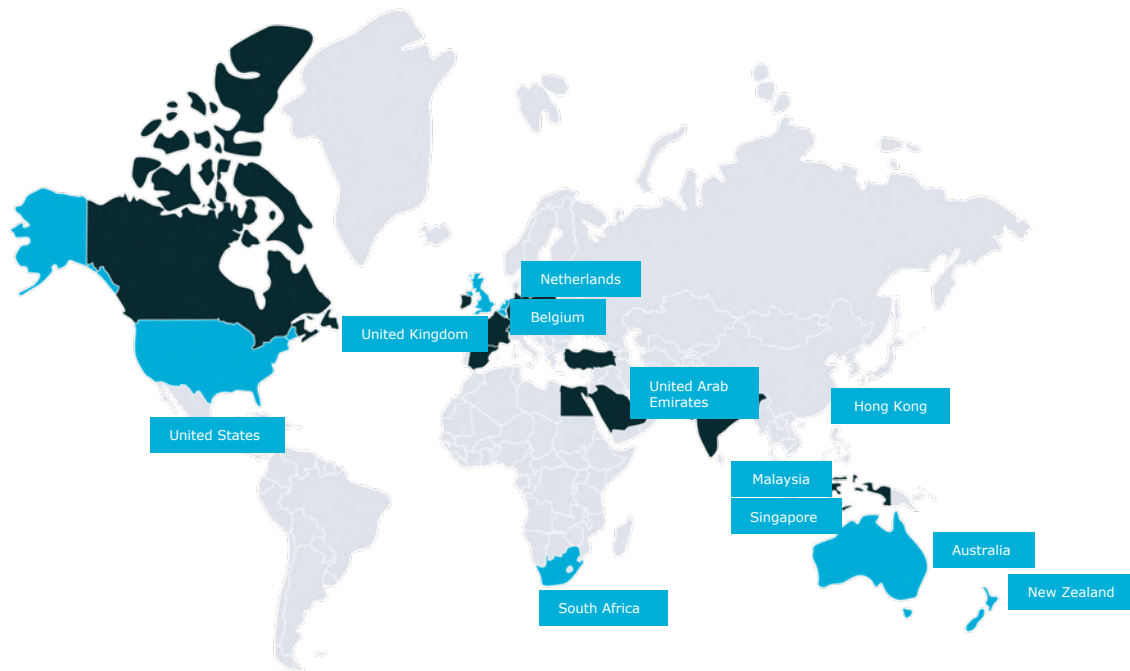 Netherlands
Belgium
United Kingdom
United Arab
Emirates
Hong Kong
United States
Malaysia
Singapore
Australia
New Zealand
South Africa